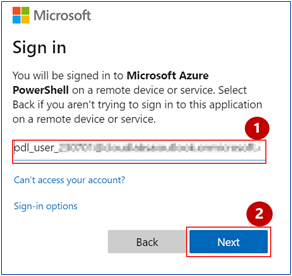 Microsoft
Sign in
You will be signed in to Microsoft Azure
PowerShell on a remote device or service. Select
Back if you aren't trying to sign in to this application
on a remote device or service.
1
odl_user_
Can't access your account?
Sign-in options
2
Back
Next